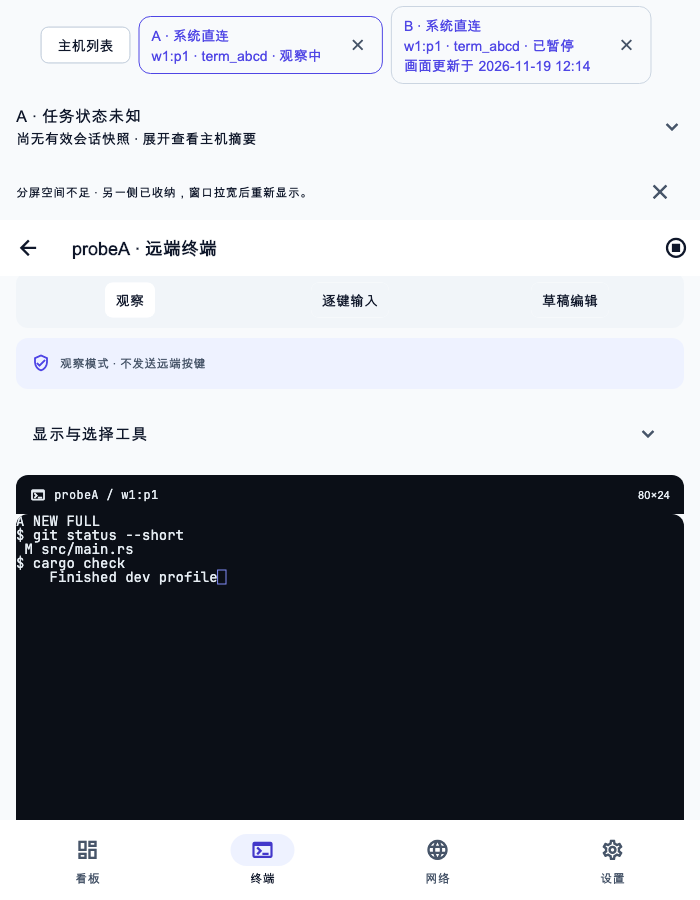 主机列表
A · 系统直连
w1:p1 · term_abcd · 观察中
B · 系统直连
w1:p1 · term_abcd · 已暂停
画面更新于 2026-11-19 12:14
A · 任务状态未知
尚无有效会话快照 · 展开查看主机摘要
分屏空间不足 · 另一侧已收纳，窗口拉宽后重新显示。
probeA · 远端终端
观察
逐键输入
草稿编辑
观察模式 · 不发送远端按键
显示与选择工具
probeA / w1:p1
80×24
A NEW FULL
$ git status --short
 M src/main.rs
$ cargo check
    Finished dev profile
看板
终端
网络
设置